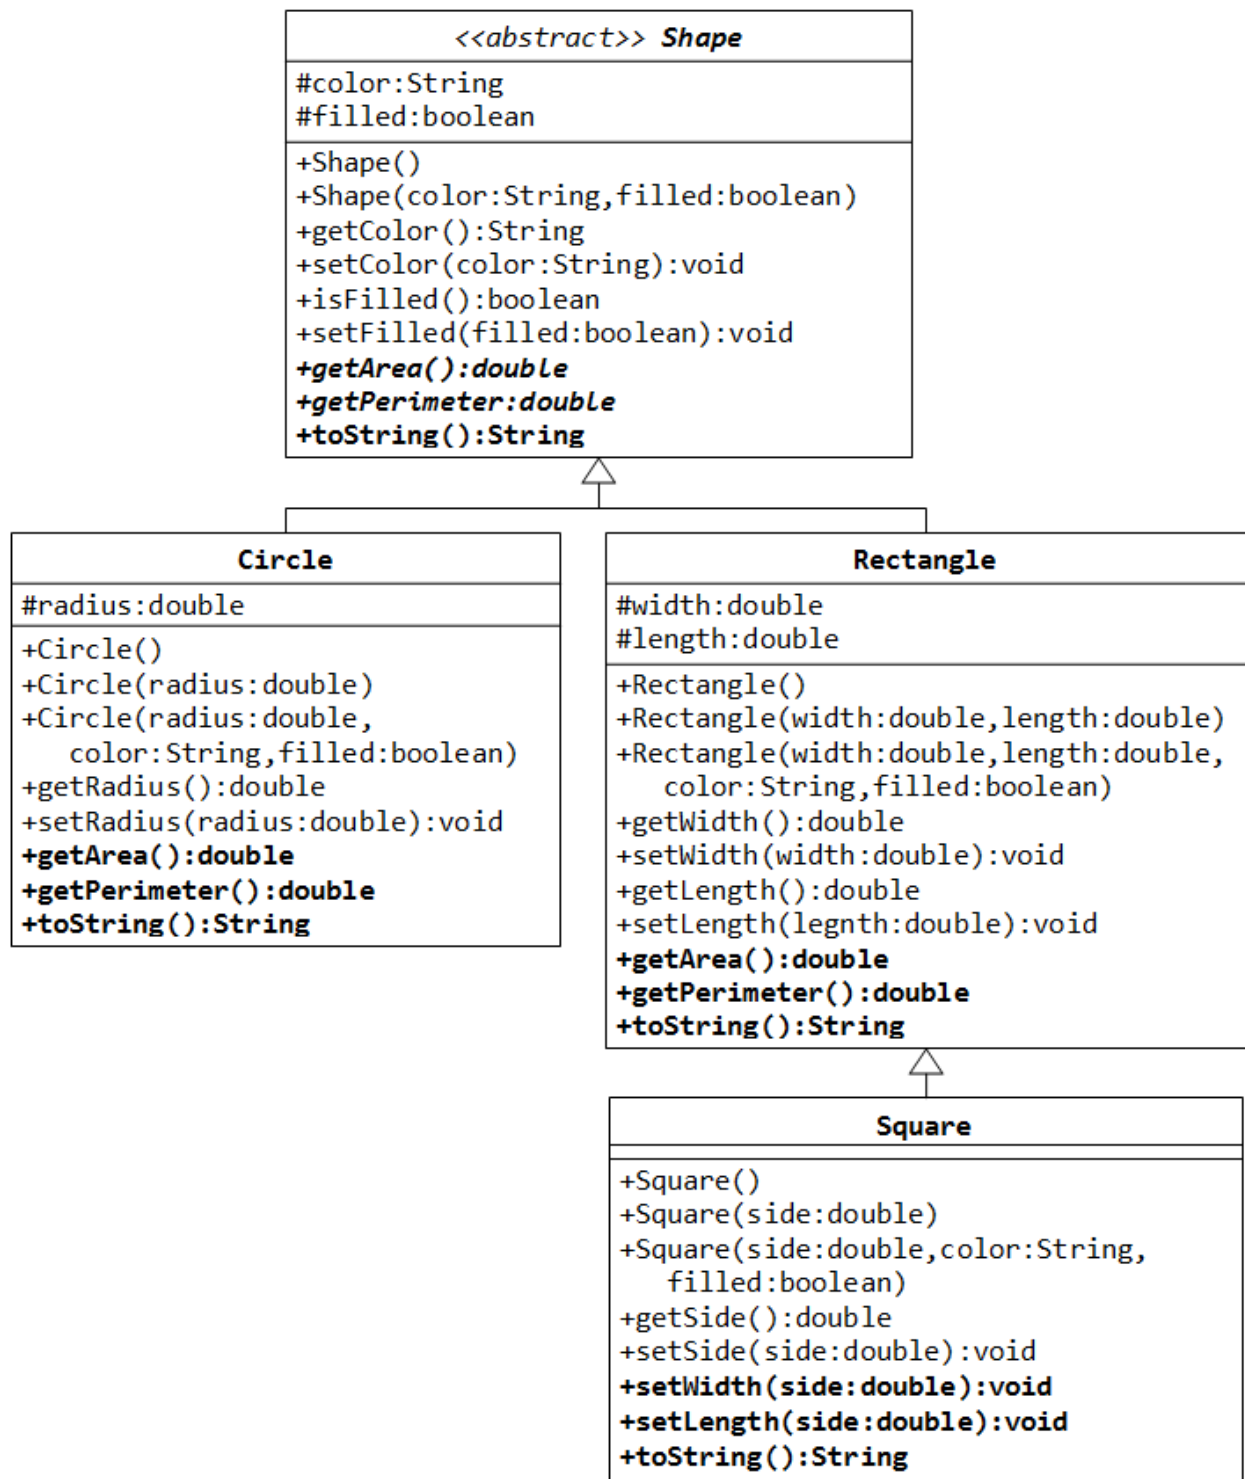 <<abstract>> Shape
#color:String
#filled:boolean
+Shape()
+Shape(color:String,filled:boolean)
+getColor():String
+setColor(color:String):void
+isFilled():boolean
+setFilled(filled:boolean):void
+getArea():double
+getPerimeter:double
+toString():String
Circle
#radius:double
+Circle()
+Circle(radius:double)
+Circle(radius:double,
color:String,filled:boolean)
+getRadius():double
+setRadius(radius:double):void
+getArea():double
+getPerimeter():double
+toString():String
Rectangle
#width:double
#length:double
+Rectangle()
+Rectangle(width:double,length:double)
+Rectangle(width:double,length:double,
color:String,filled:boolean)
+getWidth():double
+setWidth(width:double):void
+getLength():double
+setLength(legnth:double):void
+getArea():double
+getPerimeter():double
+toString():String
Square
+Square()
+Square(side:double)
+Square(side:double,color:String,
filled:boolean)
+getSide():double
+setSide(side:double):void
+setWidth(side:double):void
+setLength(side:double):void
+toString():String